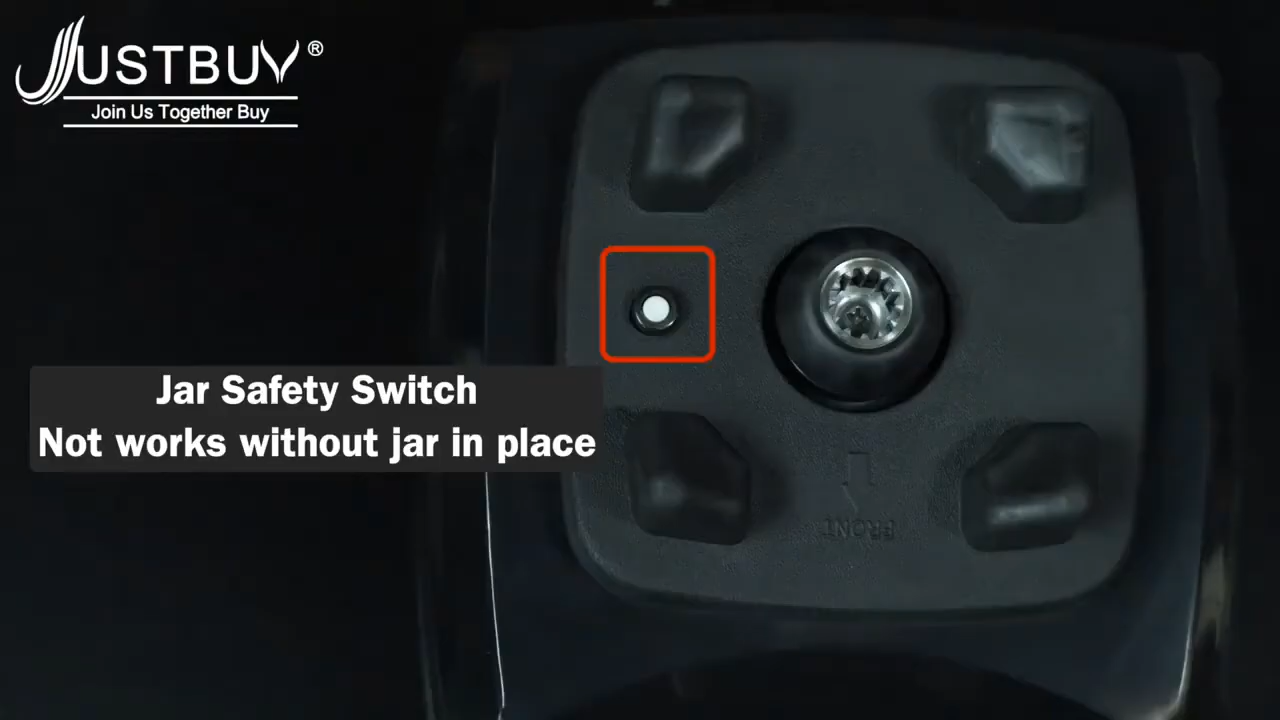 JUSTBUY®
Join Us Together Buy
Jar Safety Switch
Not works without jar in place
FRONT